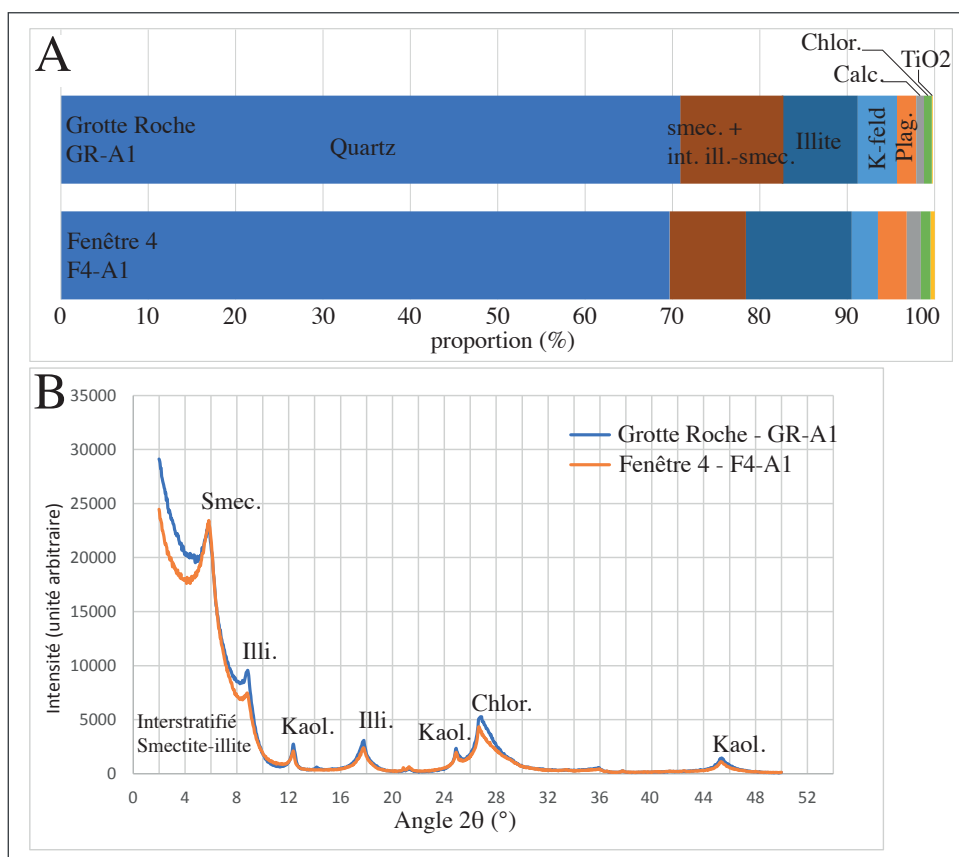 A
Chlor.
TiO2
Calc.
Grotte Roche
GR-A1
Quartz
smec. +
int. ill.-smec.
Illite
K-feld
Plag.
Fenêtre 4
F4-A1
0 10 20 30 40 50 60 70 80 90 100
proportion (%)
B
35000
30000
25000
20000
15000
10000
5000
0
Intensité (unité arbitraire)
Grotte Roche - GR-A1
Fenêtre 4 - F4-A1
Smec.
Illi.
Interstratifié
Smectite-illite
Kaol.
Illi.
Kaol.
Chlor.
Kaol.
0 4 8 12 16 20 24 28 32 36 40 44 48 52
Angle 2θ (°)